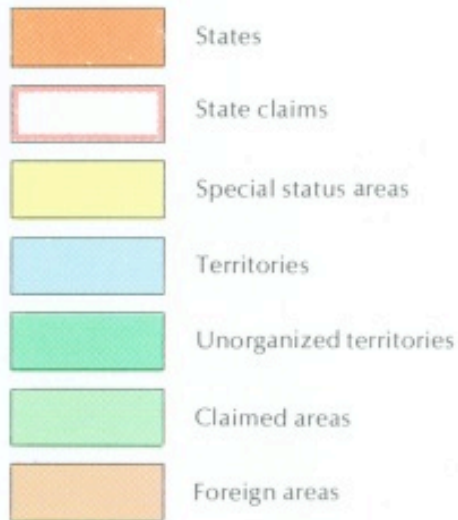 States
State claims
Special status areas
Territories
Unorganized territories
Claimed areas
Foreign areas